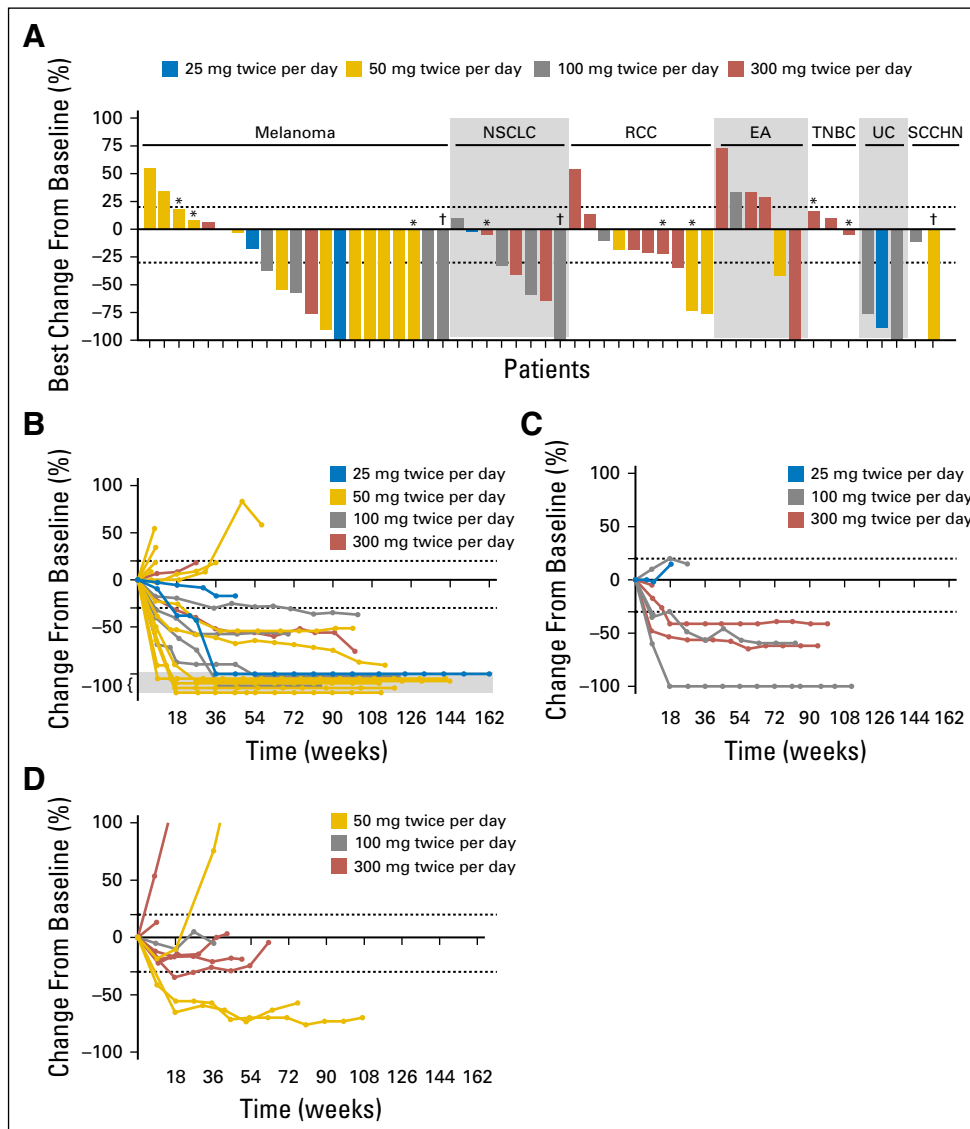 A
25 mg twice per day 50 mg twice per day 100 mg twice per day 300 mg twice per day
Best Change From Baseline (%)
100
75
50
25
0
−25
−50
−75
−100
Melanoma NSCLC RCC EA TNBC UC SCCHN
* * * † * † * * * * †
Patients
B
Change From Baseline (%)
100
50
0
−50
−100
{
25 mg twice per day
50 mg twice per day
100 mg twice per day
300 mg twice per day
18 36 54 72 90 108 126 144 162
Time (weeks)
C
Change From Baseline (%)
100
50
0
−50
−100
25 mg twice per day
100 mg twice per day
300 mg twice per day
18 36 54 72 90 108 126 144 162
Time (weeks)
D
Change From Baseline (%)
100
50
0
−50
−100
50 mg twice per day
100 mg twice per day
300 mg twice per day
18 36 54 72 90 108 126 144 162
Time (weeks)